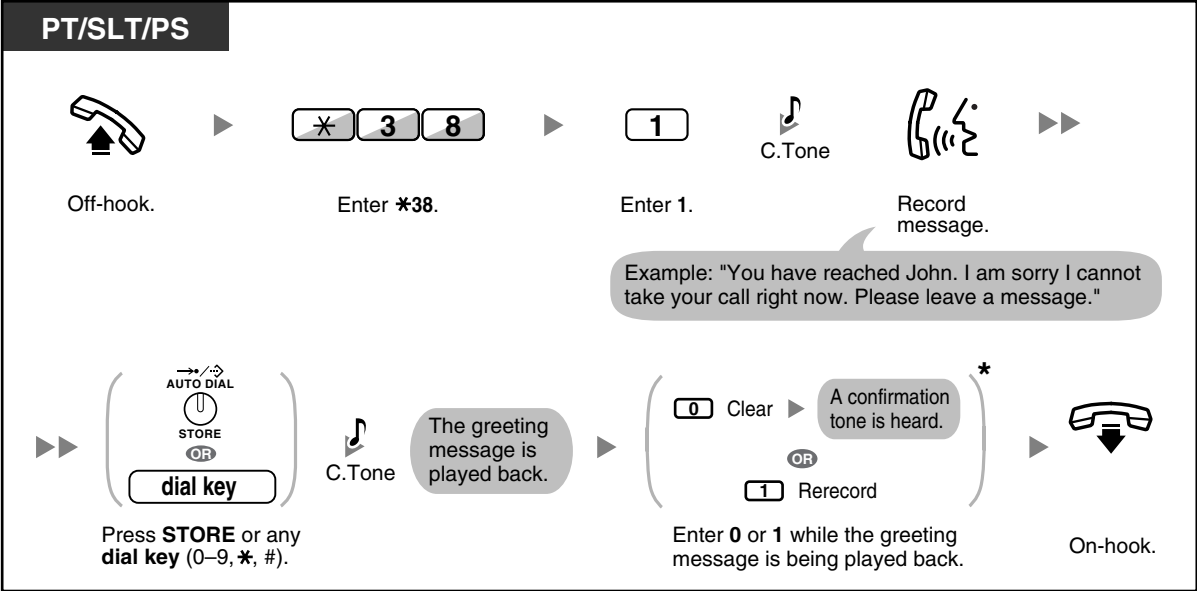 PT/SLT/PS
* 3 8
1
C.Tone
Off-hook.
Enter *38.
Enter 1.
Record
message.
Example: "You have reached John. I am sorry I cannot
take your call right now. Please leave a message."
AUTO DIAL
STORE
OR
dial key
C.Tone
The greeting
message is
played back.
0 Clear
A confirmation
tone is heard.
OR
1 Rerecord
*
Press STORE or any
dial key (0–9, *, #).
Enter 0 or 1 while the greeting
message is being played back.
On-hook.